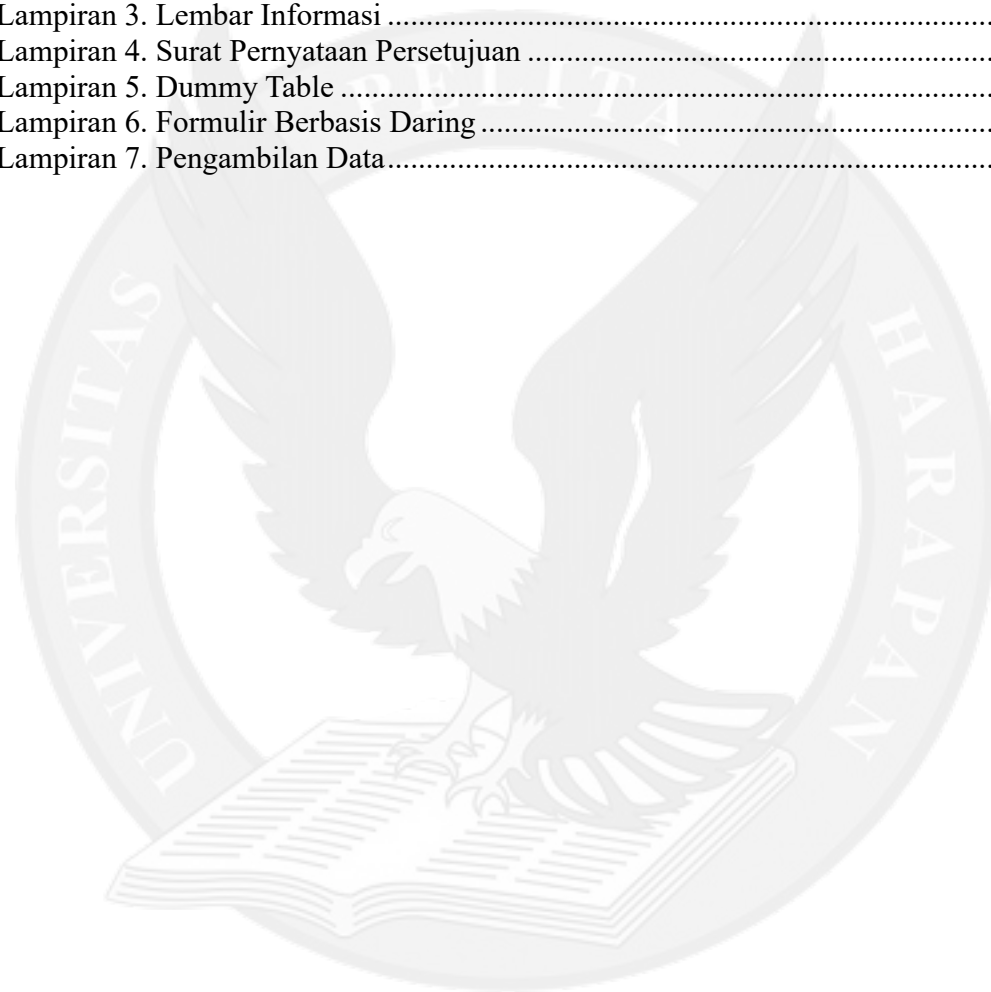 Lampiran 3. Lembar Informasi ....................................................................................
Lampiran 4. Surat Pernyataan Persetujuan ................................................................
Lampiran 5. Dummy Table ..........................................................................................
Lampiran 6. Formulir Berbasis Daring ........................................................................
Lampiran 7. Pengambilan Data....................................................................................
UNIVERSITAS PELITA HARAPAN